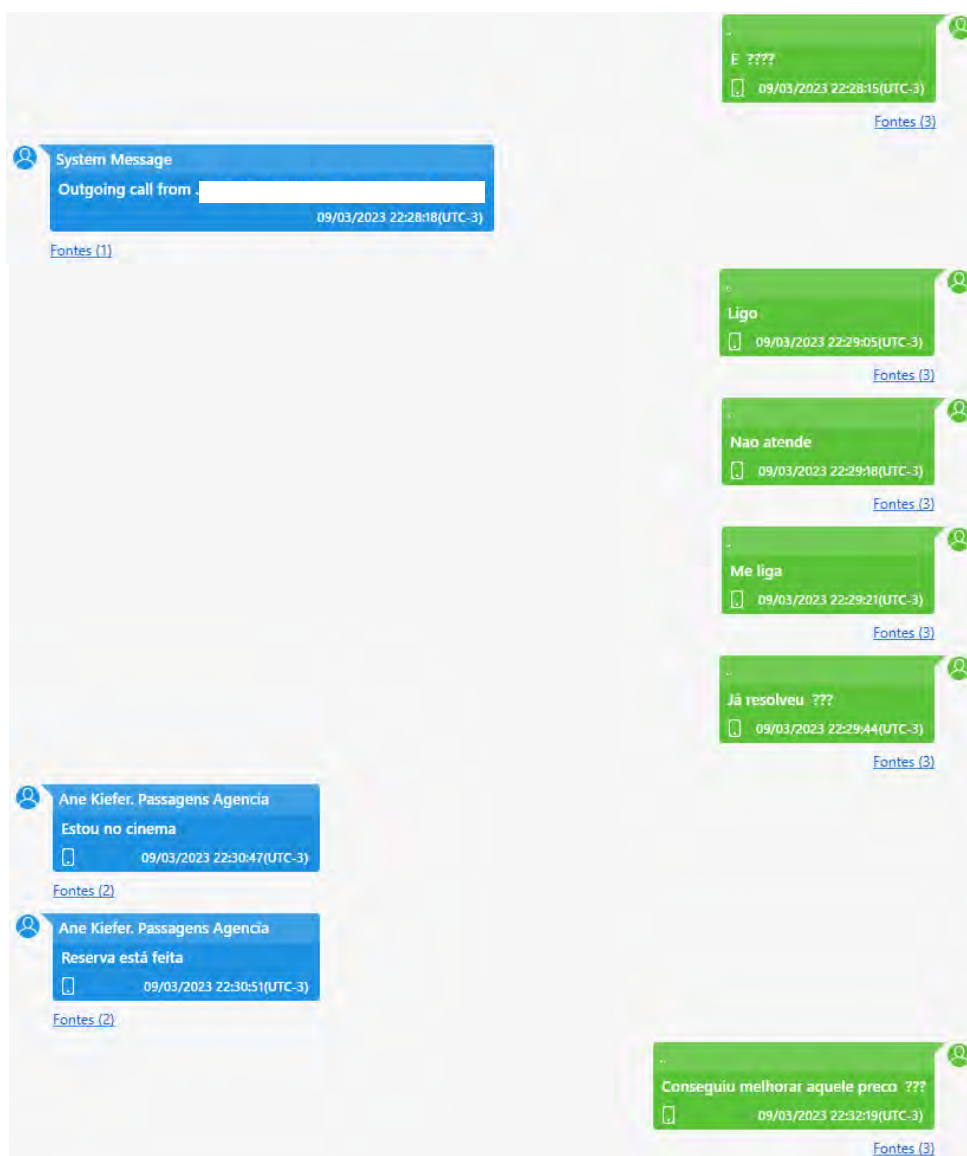 .
E ????
09/03/2023 22:28:15(UTC-3)
Fontes (3)
System Message
Outgoing call from .
09/03/2023 22:28:18(UTC-3)
Fontes (1)
.
Ligo
09/03/2023 22:29:05(UTC-3)
Fontes (3)
.
Nao atende
09/03/2023 22:29:18(UTC-3)
Fontes (3)
.
Me liga
09/03/2023 22:29:21(UTC-3)
Fontes (3)
..
Já resolveu ???
09/03/2023 22:29:44(UTC-3)
Fontes (3)
Ane Kiefer. Passagens Agencia
Estou no cinema
09/03/2023 22:30:47(UTC-3)
Fontes (2)
Ane Kiefer. Passagens Agencia
Reserva está feita
09/03/2023 22:30:51(UTC-3)
Fontes (2)
..
Conseguiu melhorar aquele preco ???
09/03/2023 22:32:19(UTC-3)
Fontes (3)